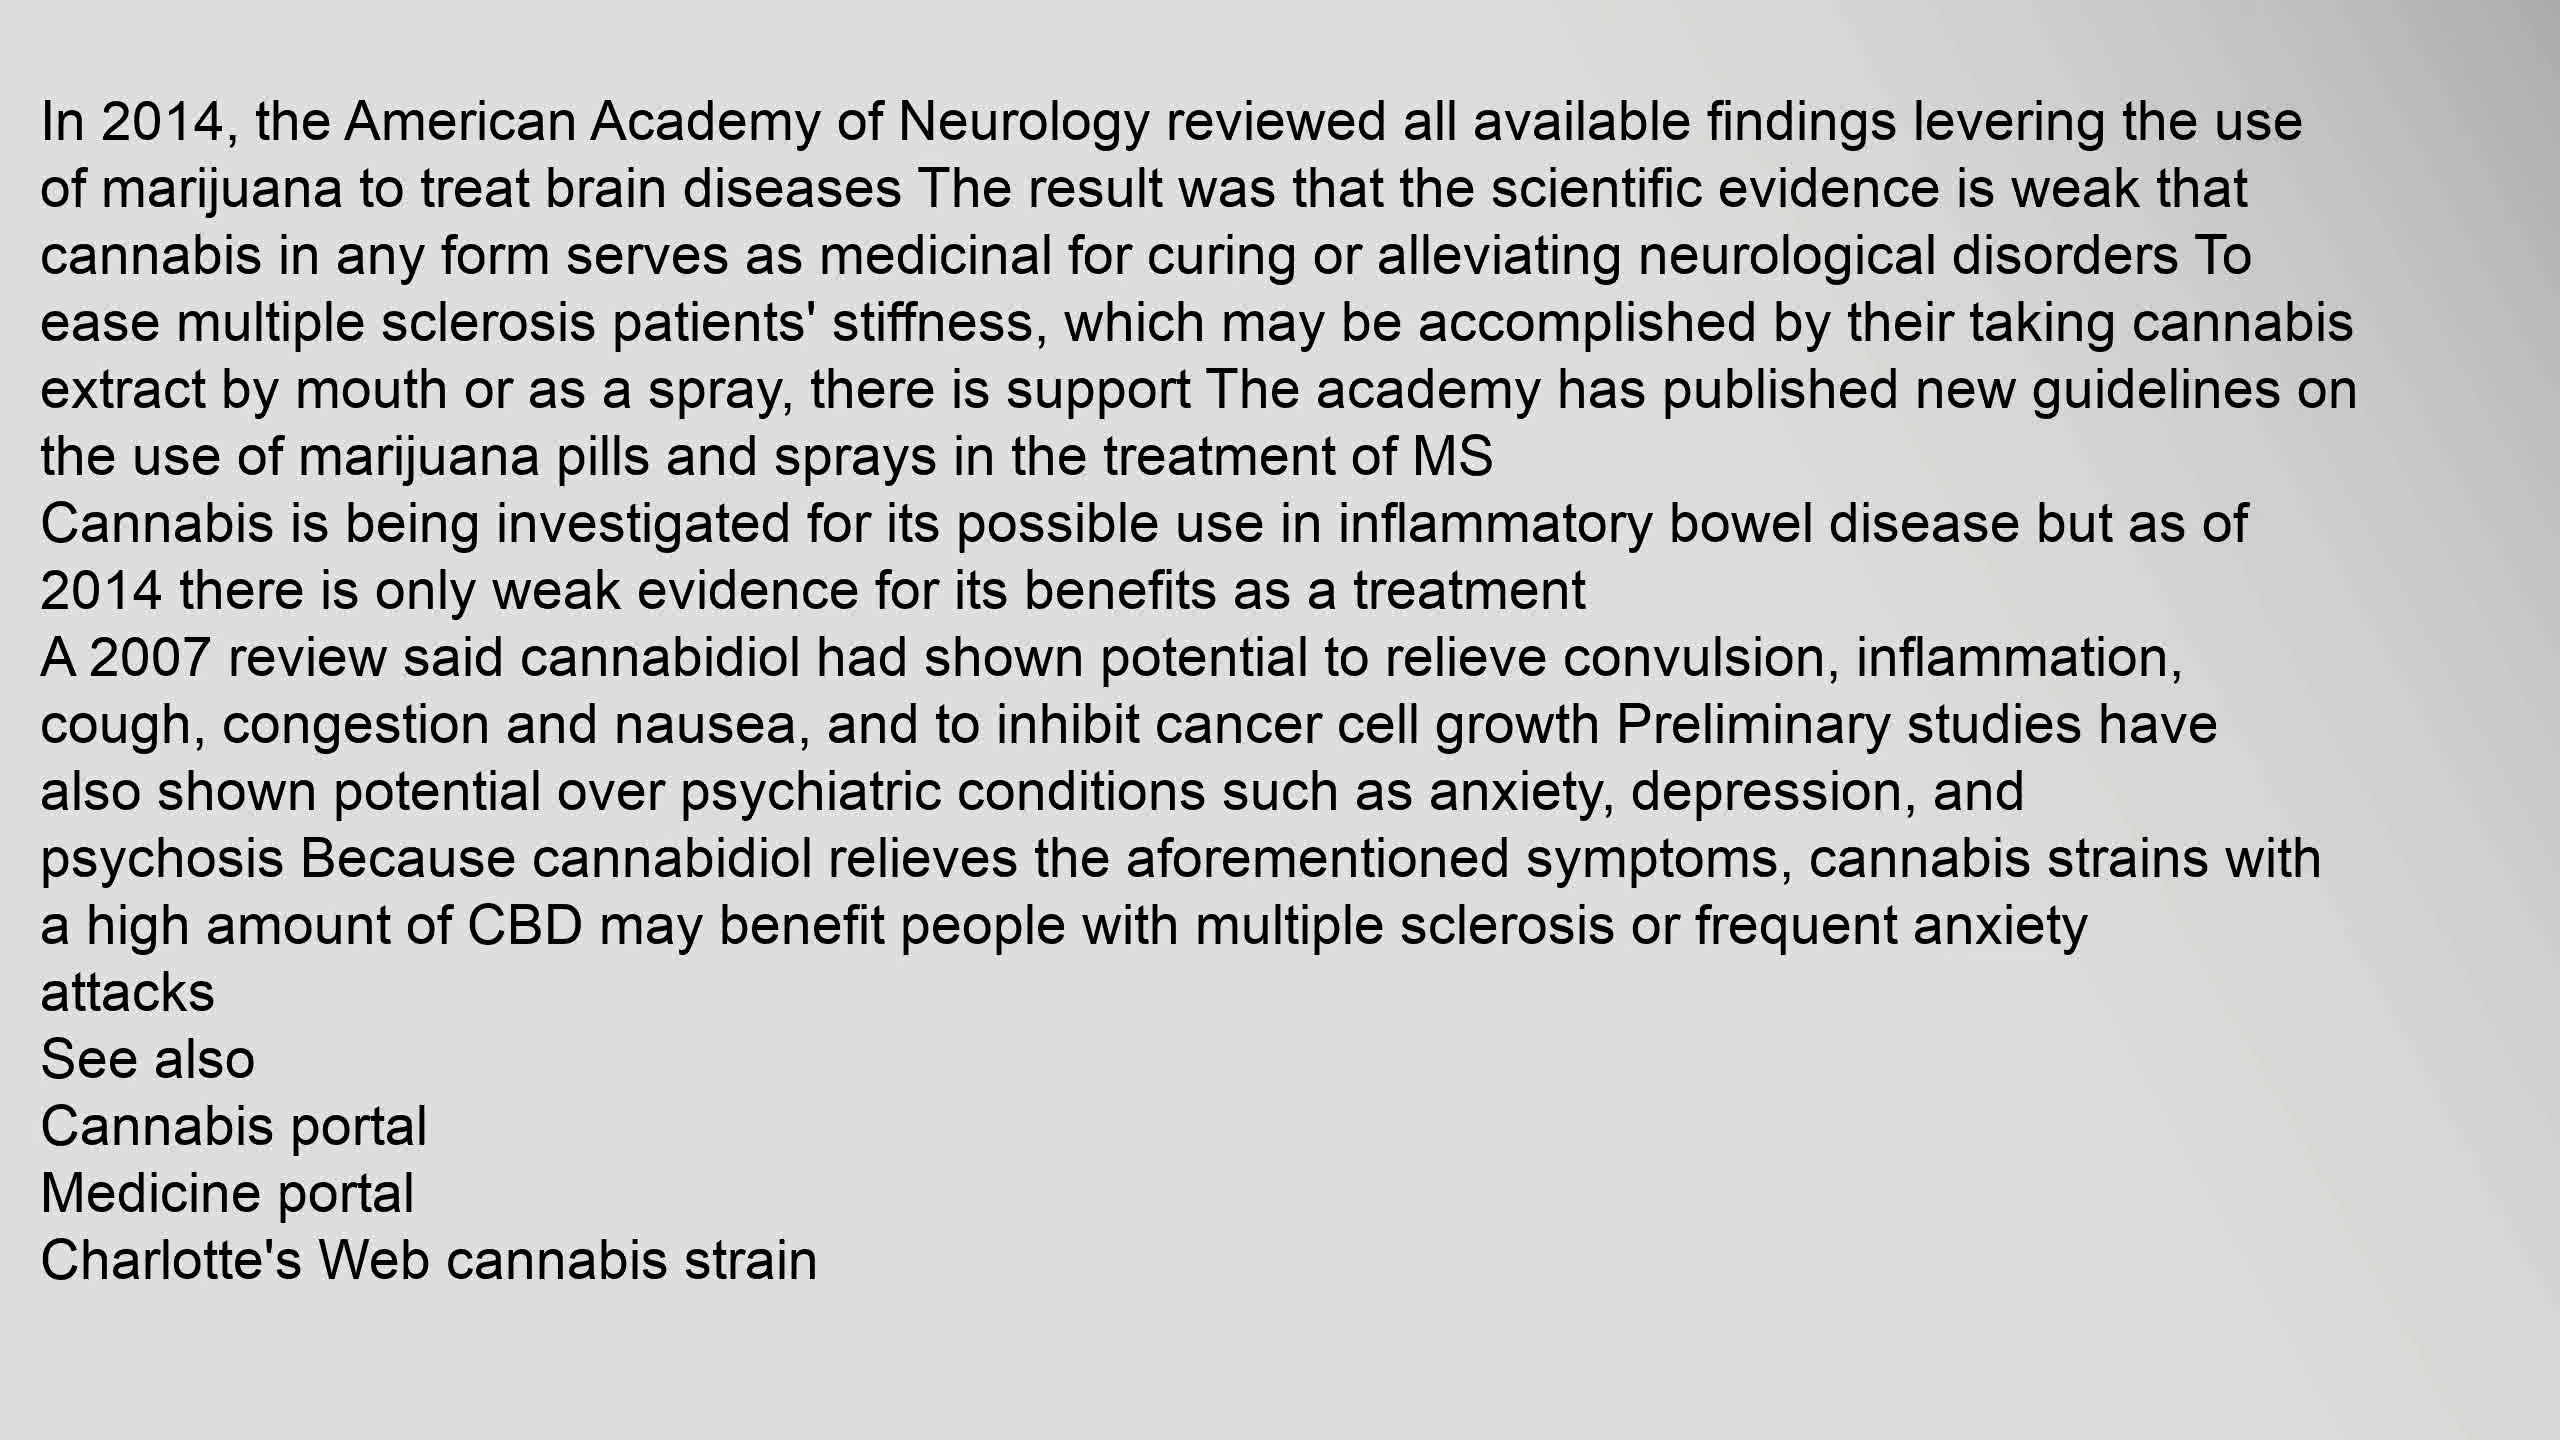 In 2014, the American Academy of Neurology reviewed all available findings levering the use
of marijuana to treat brain diseases The result was that the scientific evidence is weak that
cannabis in any form serves as medicinal for curing or alleviating neurological disorders To
ease multiple sclerosis patients' stiffness, which may be accomplished by their taking cannabis
extract by mouth or as a spray, there is support The academy has published new guidelines on
the use of marijuana pills and sprays in the treatment of MS
Cannabis is being investigated for its possible use in inflammatory bowel disease but as of
2014 there is only weak evidence for its benefits as a treatment
A 2007 review said cannabidiol had shown potential to relieve convulsion, inflammation,
cough, congestion and nausea, and to inhibit cancer cell growth Preliminary studies have
also shown potential over psychiatric conditions such as anxiety, depression, and
psychosis Because cannabidiol relieves the aforementioned symptoms, cannabis strains with
a high amount of CBD may benefit people with multiple sclerosis or frequent anxiety
attacks
See also
Cannabis portal
Medicine portal
Charlotte's Web cannabis strain